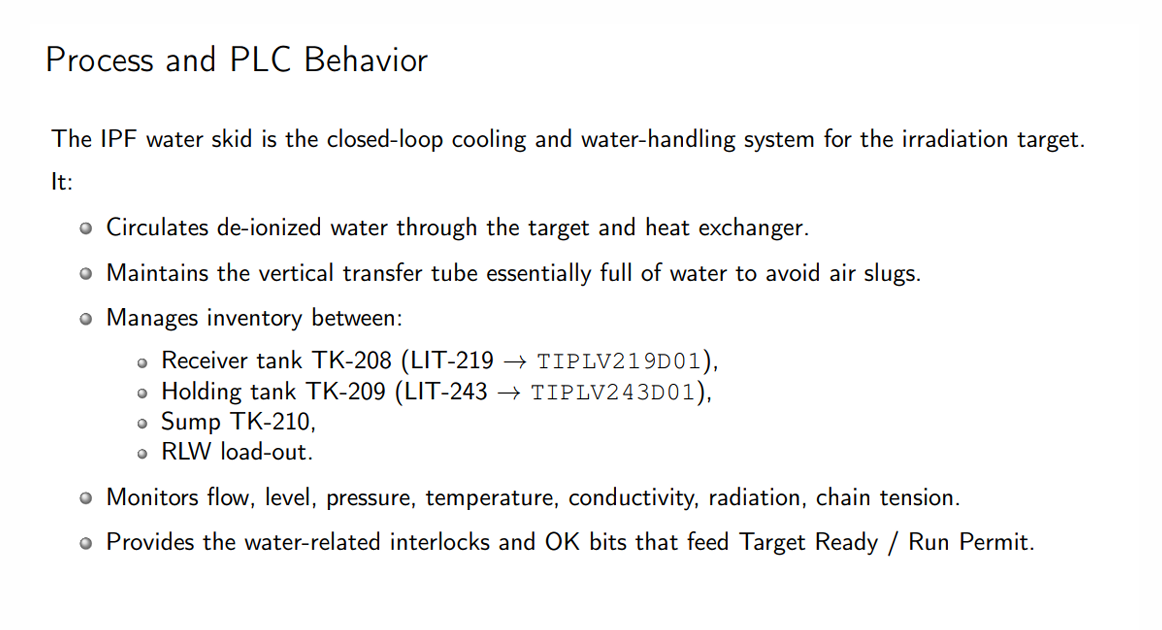 Process and PLC Behavior
The IPF water skid is the closed-loop cooling and water-handling system for the irradiation target.
It:
Circulates de-ionized water through the target and heat exchanger.
Maintains the vertical transfer tube essentially full of water to avoid air slugs.
Manages inventory between:
Receiver tank TK-208 (LIT-219 → TIPLV219D01),
Holding tank TK-209 (LIT-243 → TIPLV243D01),
Sump TK-210,
RLW load-out.
Monitors flow, level, pressure, temperature, conductivity, radiation, chain tension.
Provides the water-related interlocks and OK bits that feed Target Ready / Run Permit.